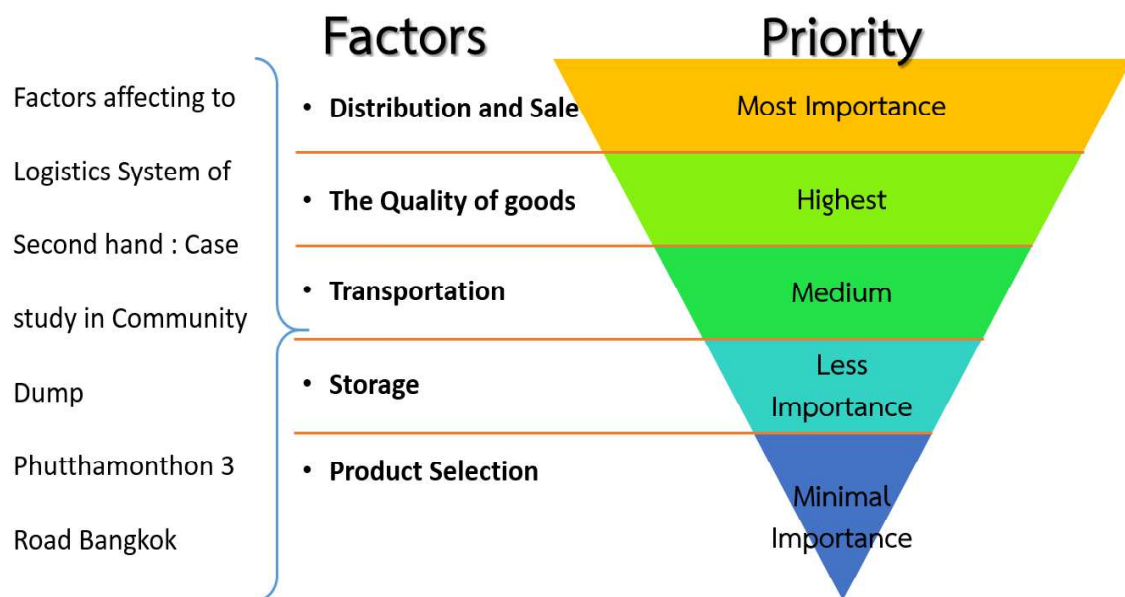 Factors
Priority
Factors affecting to
Logistics System of
Second hand : Case
study in Community
Dump
Phutthamonthon 3
Road Bangkok
• Distribution and Sale
Most Importance
• The Quality of goods
Highest
• Transportation
Medium
• Storage
Less
Importance
• Product Selection
Minimal
Importance